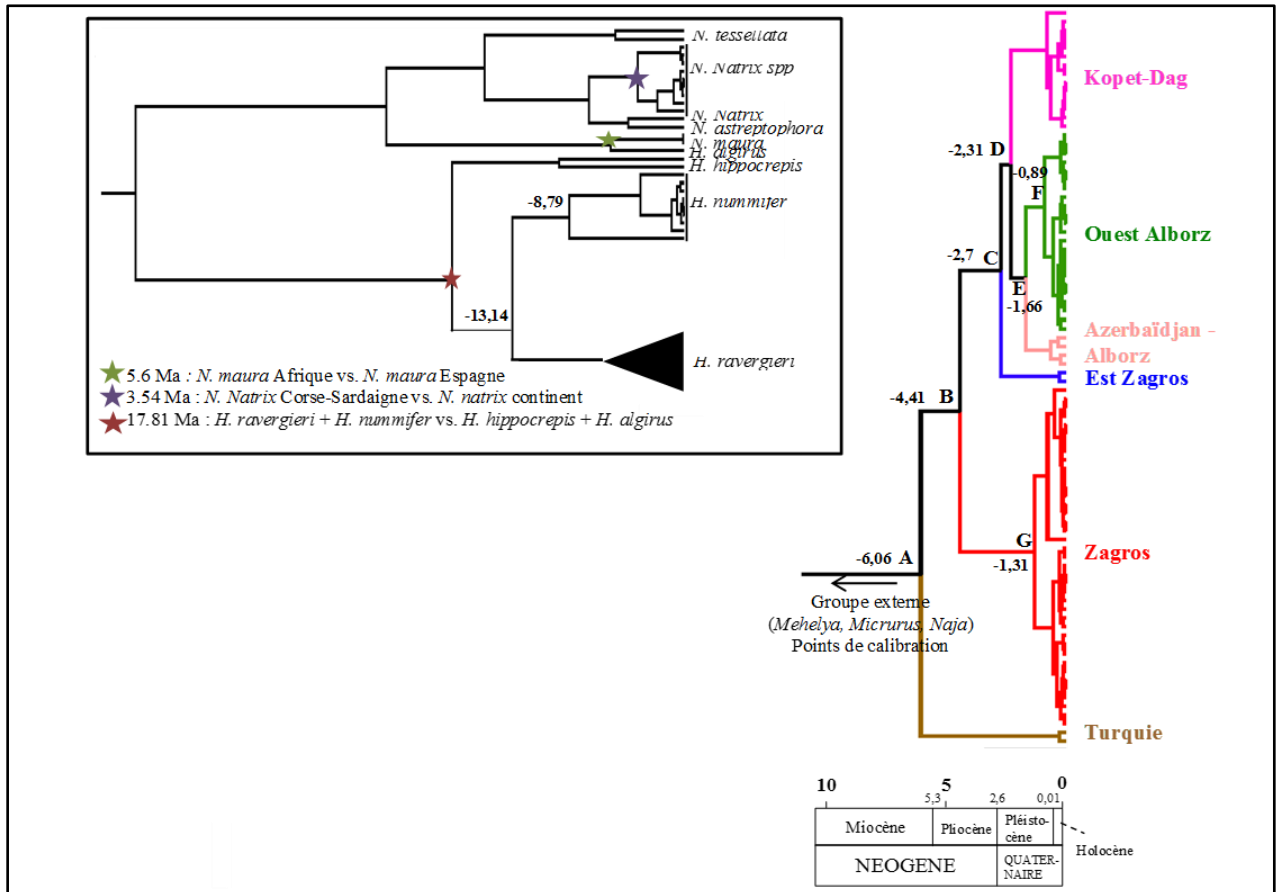 N. tessellata
N. Natrix spp
N. Natrix
N. astreptophora
N. maura
H. algirus
H. hippocrepis
-8,79
H. nummifer
-13,14
H. ravergieri
5.6 Ma : N. maura Afrique vs. N. maura Espagne
3.54 Ma : N. Natrix Corse-Sardaigne vs. N. natrix continent
17.81 Ma : H. ravergieri + H. nummifer vs. H. hippocrepis + H. algirus
Kopet-Dag
-2,31 D
-0,89
F
Ouest Alborz
-2,7 C
E
-1,66
Azerbaïdjan -
Alborz
Est Zagros
-4,41 B
G
-1,31
Zagros
-6,06 A
Groupe externe
(Mehelya, Micrurus, Naja)
Points de calibration
Turquie
10 5 0
5,3 2,6 0,01
Miocène Pliocène Pléisto-
cène
Holocène
NEOGENE QUATER-
NAIRE